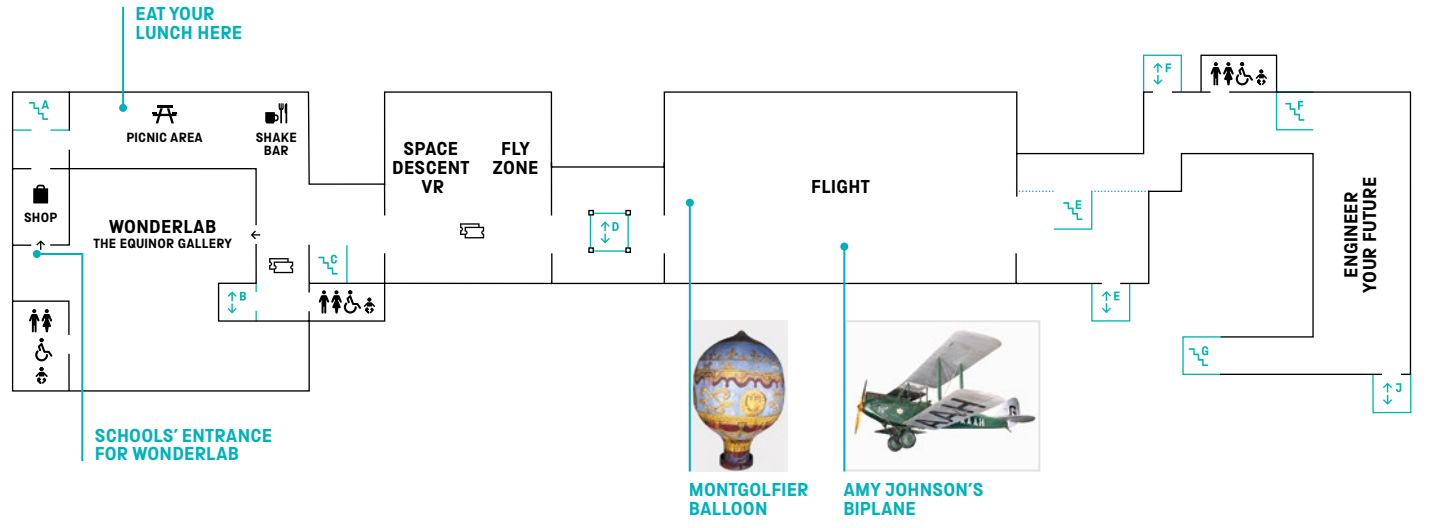 EAT YOUR
LUNCH HERE
A
PICNIC AREA
SHAKE
BAR
SHOP
WONDERLAB
THE EQUINOR GALLERY
B
C
SCHOOLS' ENTRANCE
FOR WONDERLAB
SPACE
DESCENT
VR
FLY
ZONE
D
FLIGHT
MONTGOLFIER
BALLOON
AMY JOHNSON'S
BIPLANE
E
E
F
F
ENGINEER
YOUR FUTURE
G
J